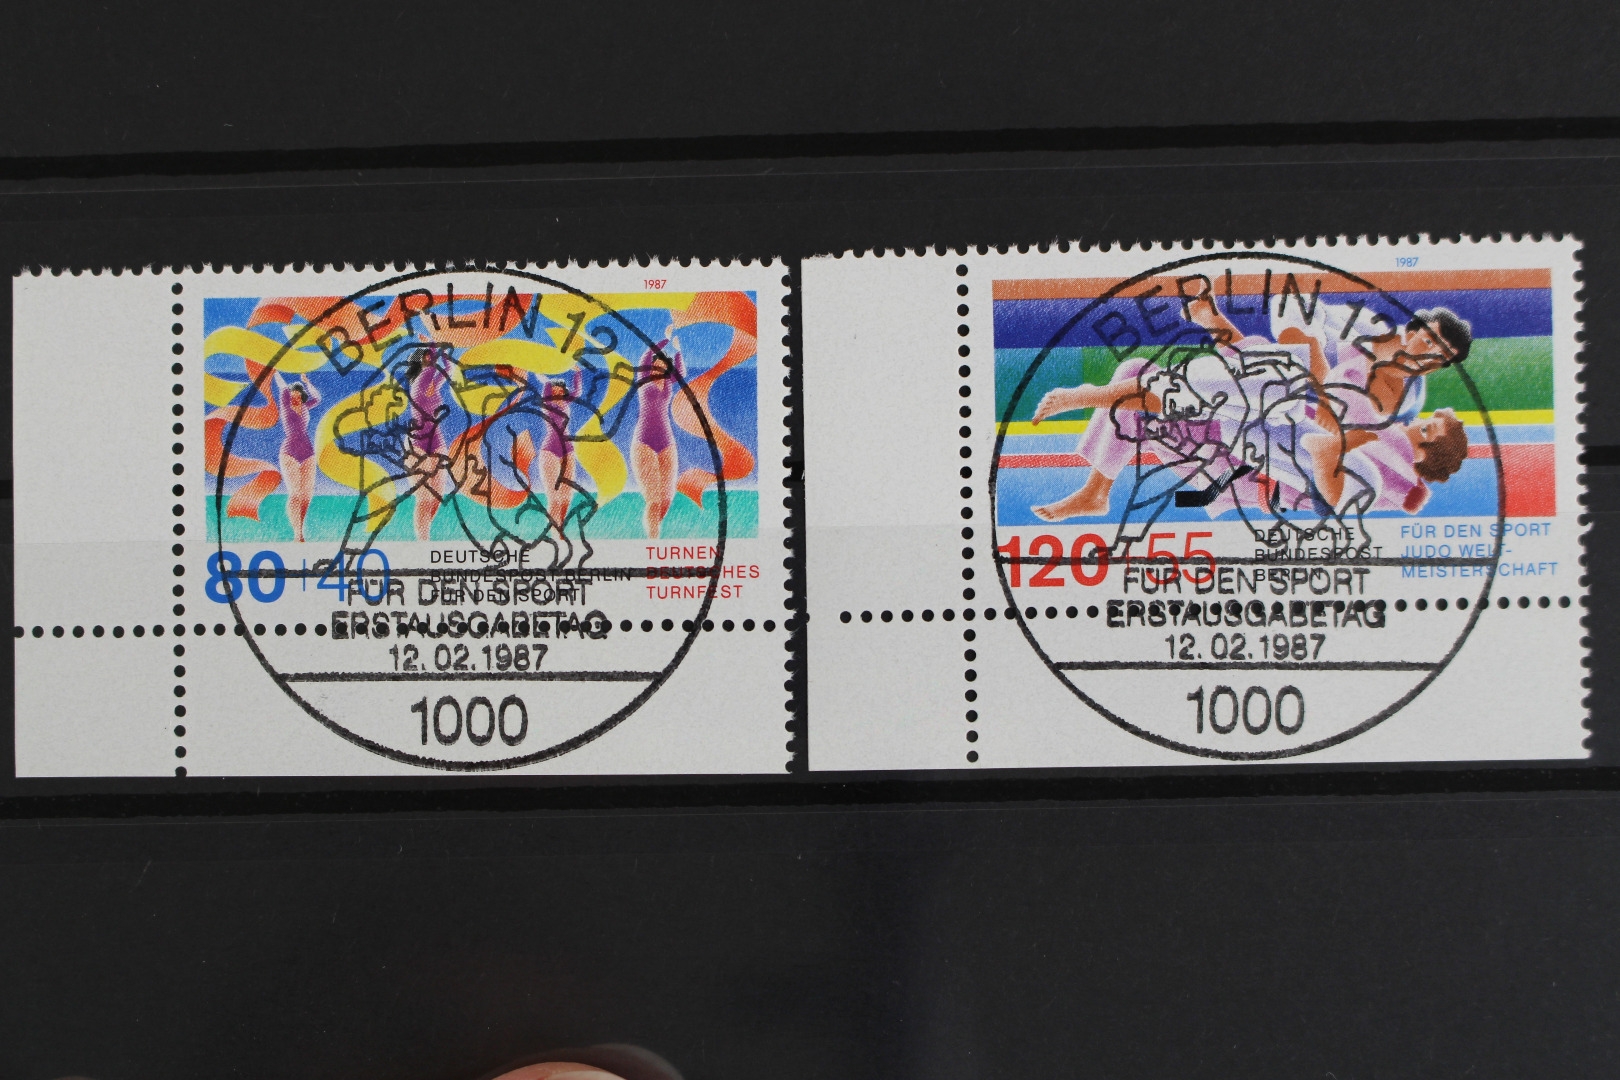 1987
BERLIN 12
80+40
DEUTSCHE
BUNDESPOST BERLIN
FÜR DEN SPORT
TURNEN
DEUTSCHES
TURNFEST
FÜR DEN SPORT
ERSTAUSGABETAG
12.02.1987
1000
1987
BERLIN 12
120+55
DEUTSCHE
BUNDESPOST
BERLIN
FÜR DEN SPORT
JUDO WELT-
MEISTERSCHAFT
FÜR DEN SPORT
ERSTAUSGABETAG
12.02.1987
1000